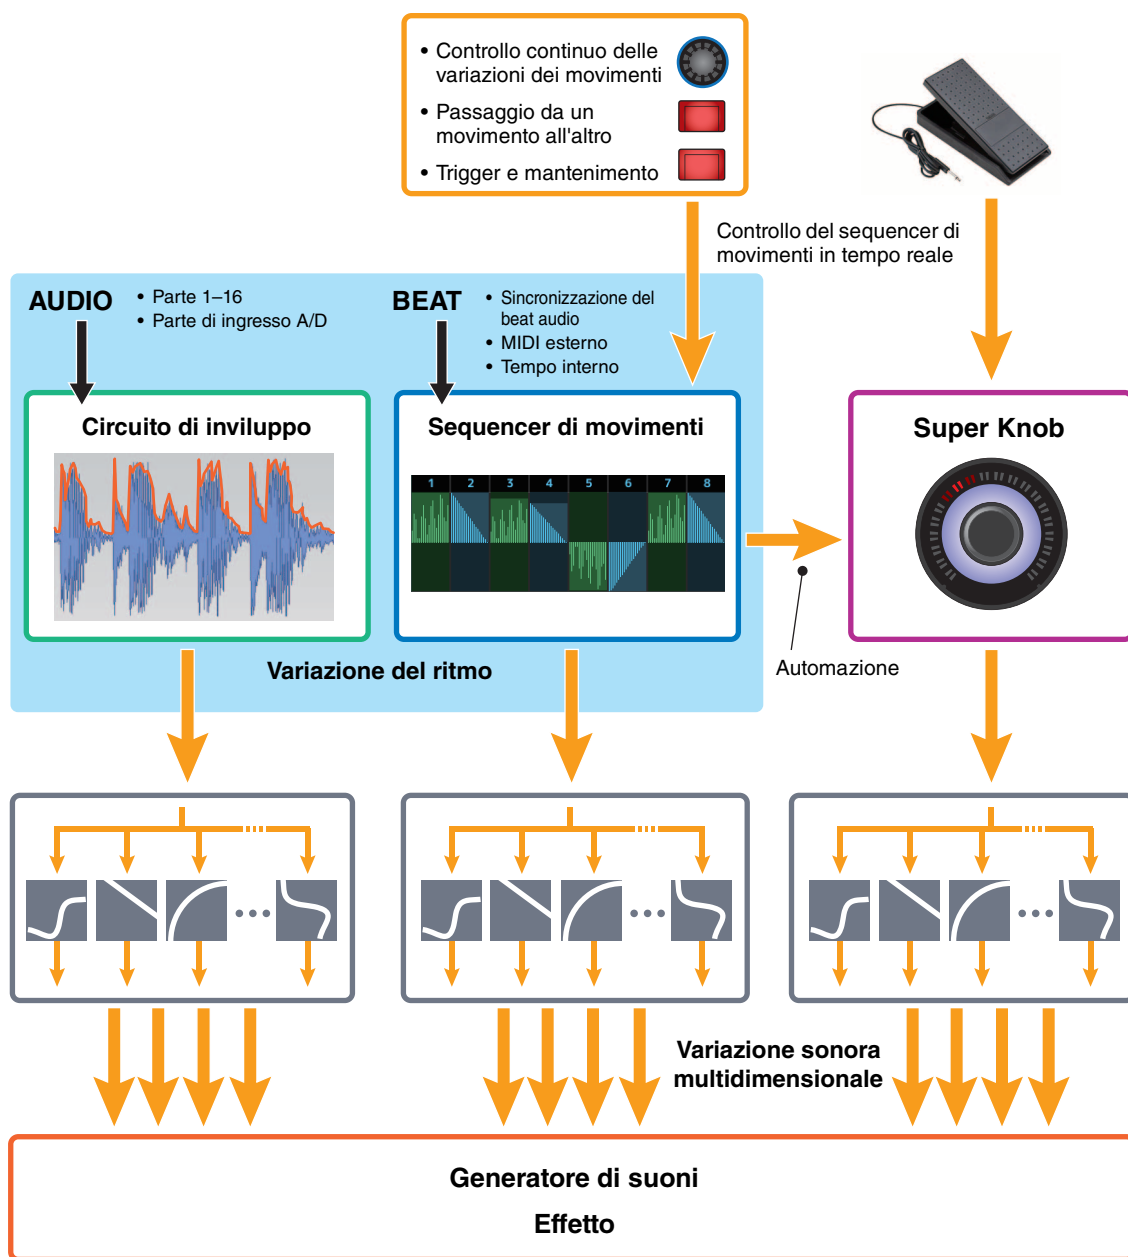 • Controllo continuo delle
variazioni dei movimenti
• Passaggio da un
movimento all'altro
• Trigger e mantenimento
Controllo del sequencer di
movimenti in tempo reale
AUDIO
• Parte 1–16
• Parte di ingresso A/D
BEAT
• Sincronizzazione del
beat audio
• MIDI esterno
• Tempo interno
Circuito di inviluppo
Sequencer di movimenti
1 2 3 4 5 6 7 8
Super Knob
Variazione del ritmo
Automazione
Variazione sonora
multidimensionale
Generatore di suoni
Effetto